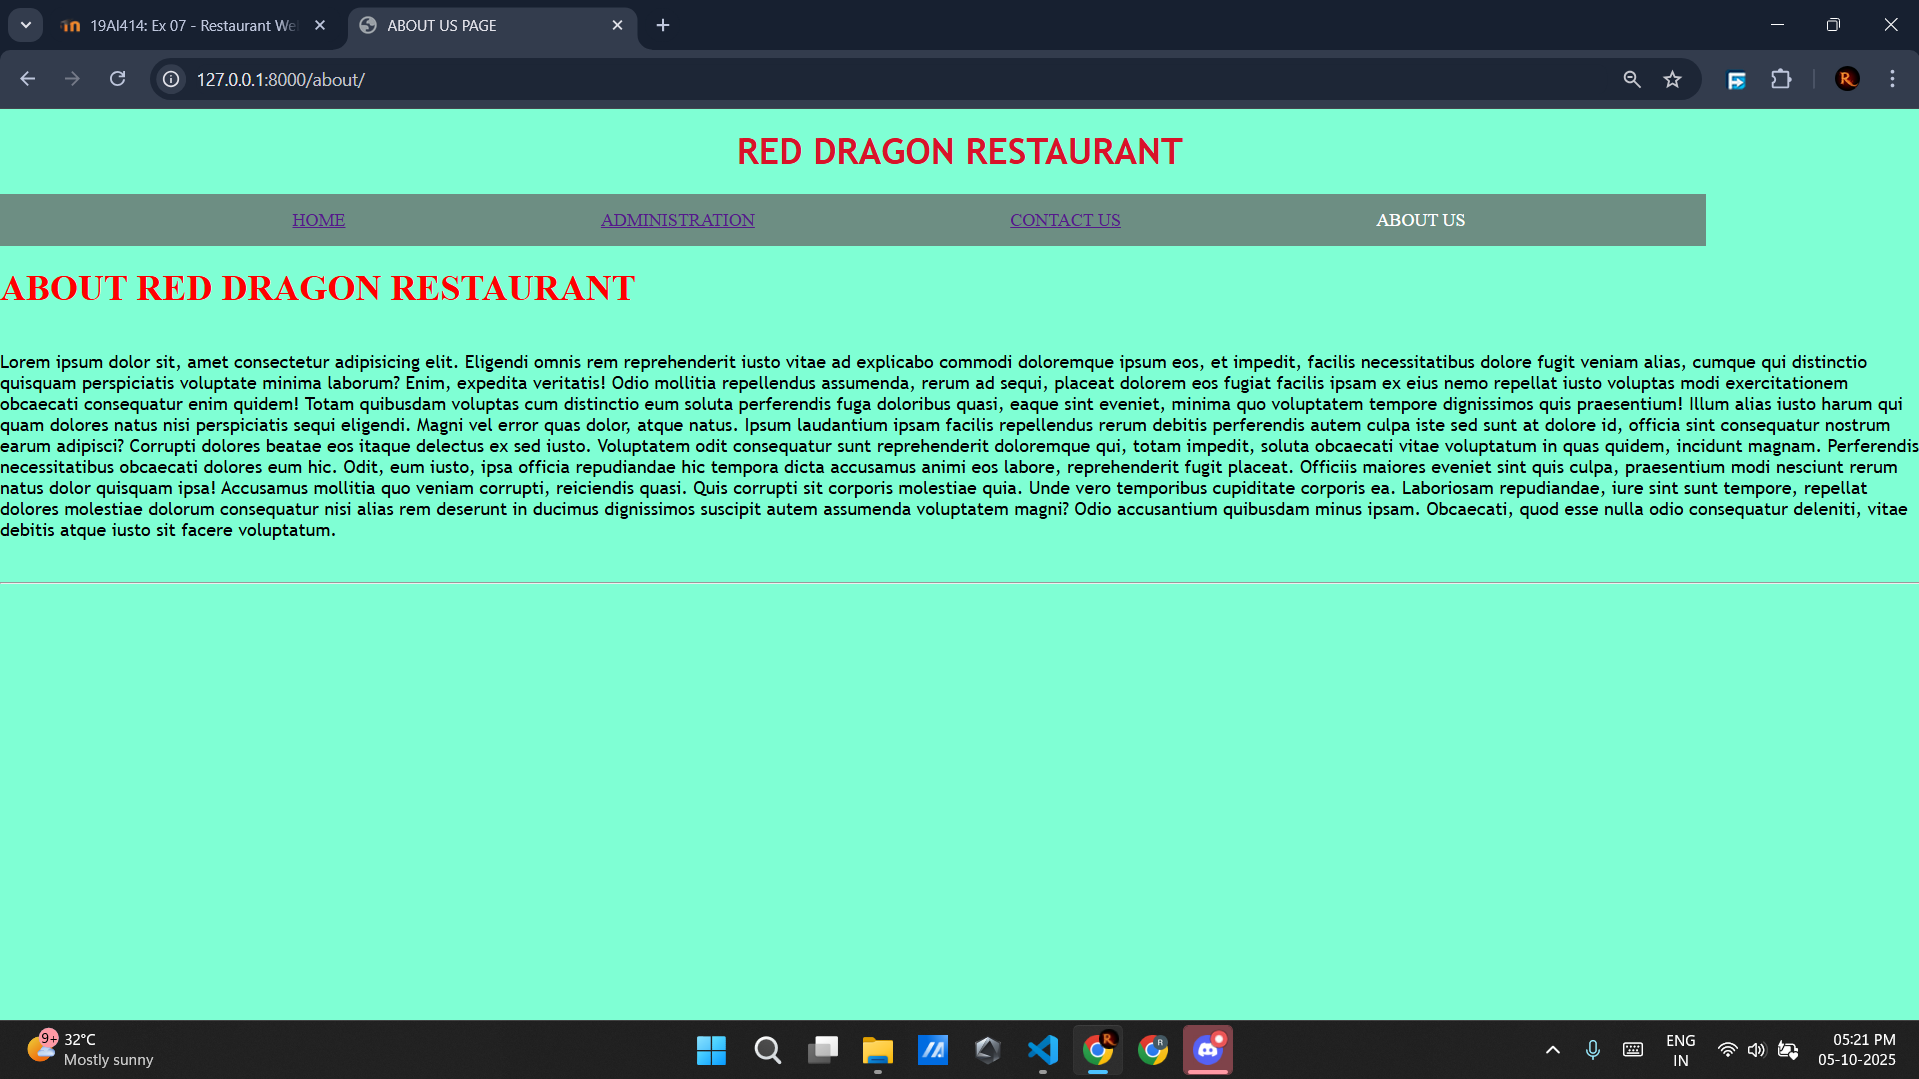 19AI414: Ex 07 - Restaurant We
ABOUT US PAGE
127.0.0.1:8000/about/
RED DRAGON RESTAURANT
HOME ADMINISTRATION CONTACT US ABOUT US
ABOUT RED DRAGON RESTAURANT
Lorem ipsum dolor sit, amet consectetur adipisicing elit. Eligendi omnis rem reprehenderit iusto vitae ad explicabo commodi doloremque ipsum eos, et impedit, facilis necessitatibus dolore fugit veniam alias, cumque qui distinctio
quisquam perspiciatis voluptate minima laborum? Enim, expedita veritatis! Odio mollitia repellendus assumenda, rerum ad sequi, placeat dolorem eos fugiat facilis ipsam ex eius nemo repellat iusto voluptas modi exercitationem
obcaecati consequatur enim quidem! Totam quibusdam voluptas cum distinctio eum soluta perferendis fuga doloribus quasi, eaque sint eveniet, minima quo voluptatem tempore dignissimos quis praesentium! Illum alias iusto harum qui
quam dolores natus nisi perspiciatis sequi eligendi. Magni vel error quas dolor, atque natus. Ipsum laudantium ipsam facilis repellendus rerum debitis perferendis autem culpa iste sed sunt at dolore id, officia sint consequatur nostrum
earum adipisci? Corrupti dolores beatae eos itaque delectus ex sed iusto. Voluptatem odit consequatur sunt reprehenderit doloremque qui, totam impedit, soluta obcaecati vitae voluptatum in quas quidem, incidunt magnam. Perferendis
necessitatibus obcaecati dolores eum hic. Odit, eum iusto, ipsa officia repudiandae hic tempora dicta accusamus animi eos labore, reprehenderit fugit placeat. Officiis maiores eveniet sint quis culpa, praesentium modi nesciunt rerum
natus dolor quisquam ipsa! Accusamus mollitia quo veniam corrupti, reiciendis quasi. Quis corrupti sit corporis molestiae quia. Unde vero temporibus cupiditate corporis ea. Laboriosam repudiandae, iure sint sunt tempore, repellat
dolores molestiae dolorum consequatur nisi alias rem deserunt in ducimus dignissimos suscipit autem assumenda voluptatem magni? Odio accusantium quibusdam minus ipsam. Obcaecati, quod esse nulla odio consequatur deleniti, vitae
debitis atque iusto sit facere voluptatum.
9+
32°C
Mostly sunny
ENG
IN
05:21 PM
05-10-2025